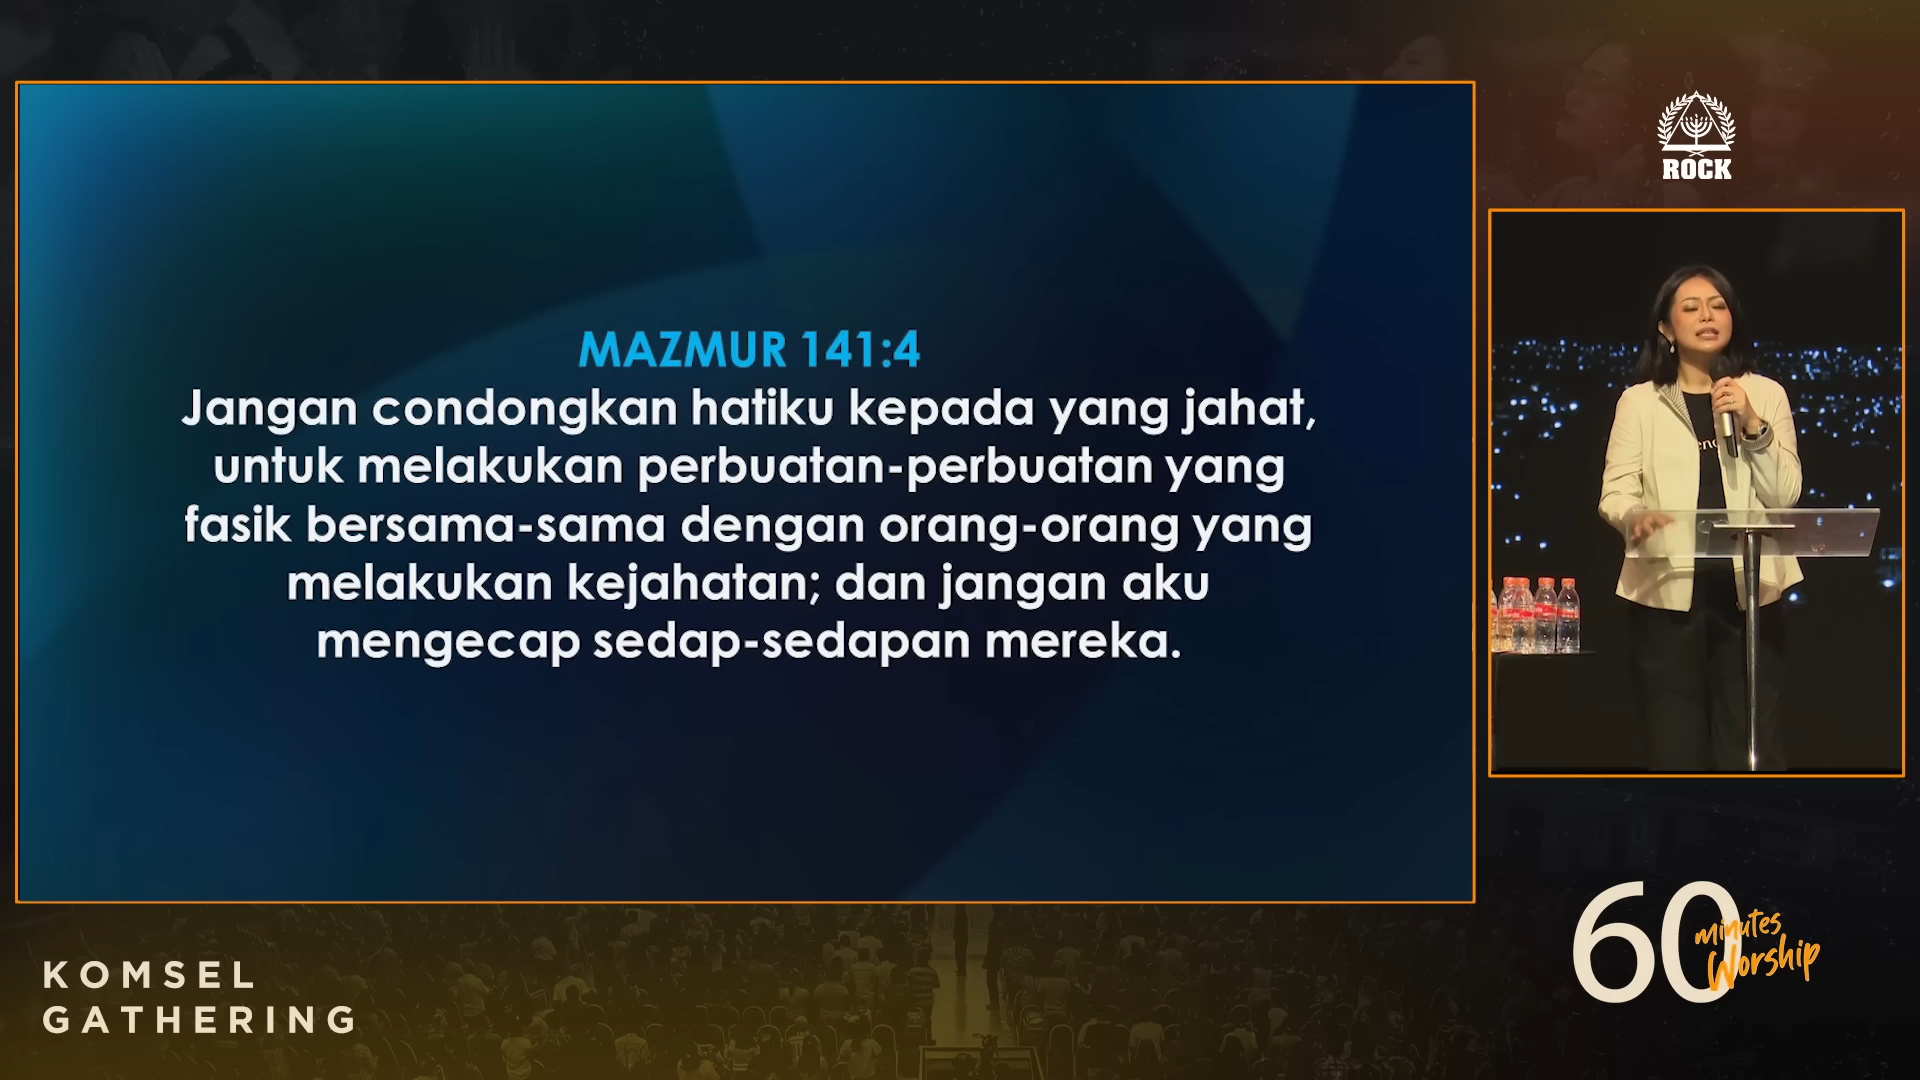 MAZMUR 141:4
Jangan condongkan hatiku kepada yang jahat,
untuk melakukan perbuatan-perbuatan yang
fasik bersama-sama dengan orang-orang yang
melakukan kejahatan; dan jangan aku
mengecap sedap-sedapan mereka.
ROCK
KOMSEL
GATHERING
60
minutes
Worship